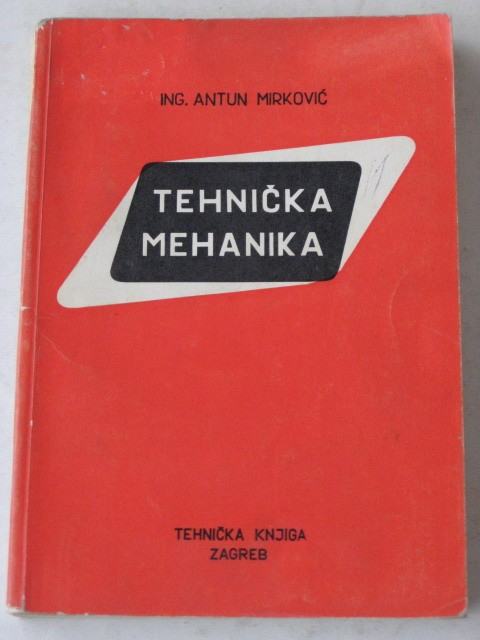 ING. ANTUN MIRKOVIĆ
TEHNIČKA
MEHANIKA
TEHNIČKA KNJIGA
ZAGREB